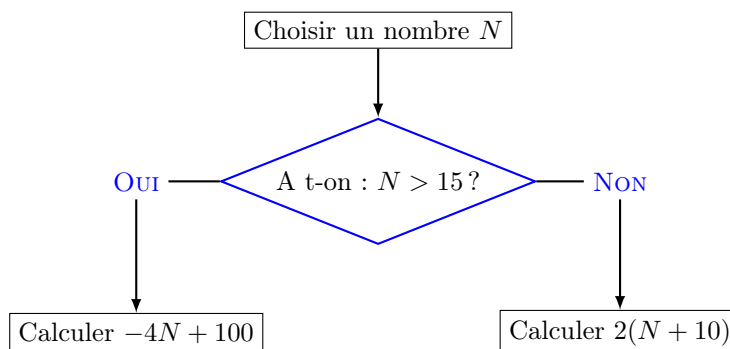 Choisir un nombre N
OUI
A t-on : N > 15 ?
NON
Calculer −4N + 100
Calculer 2(N + 10)